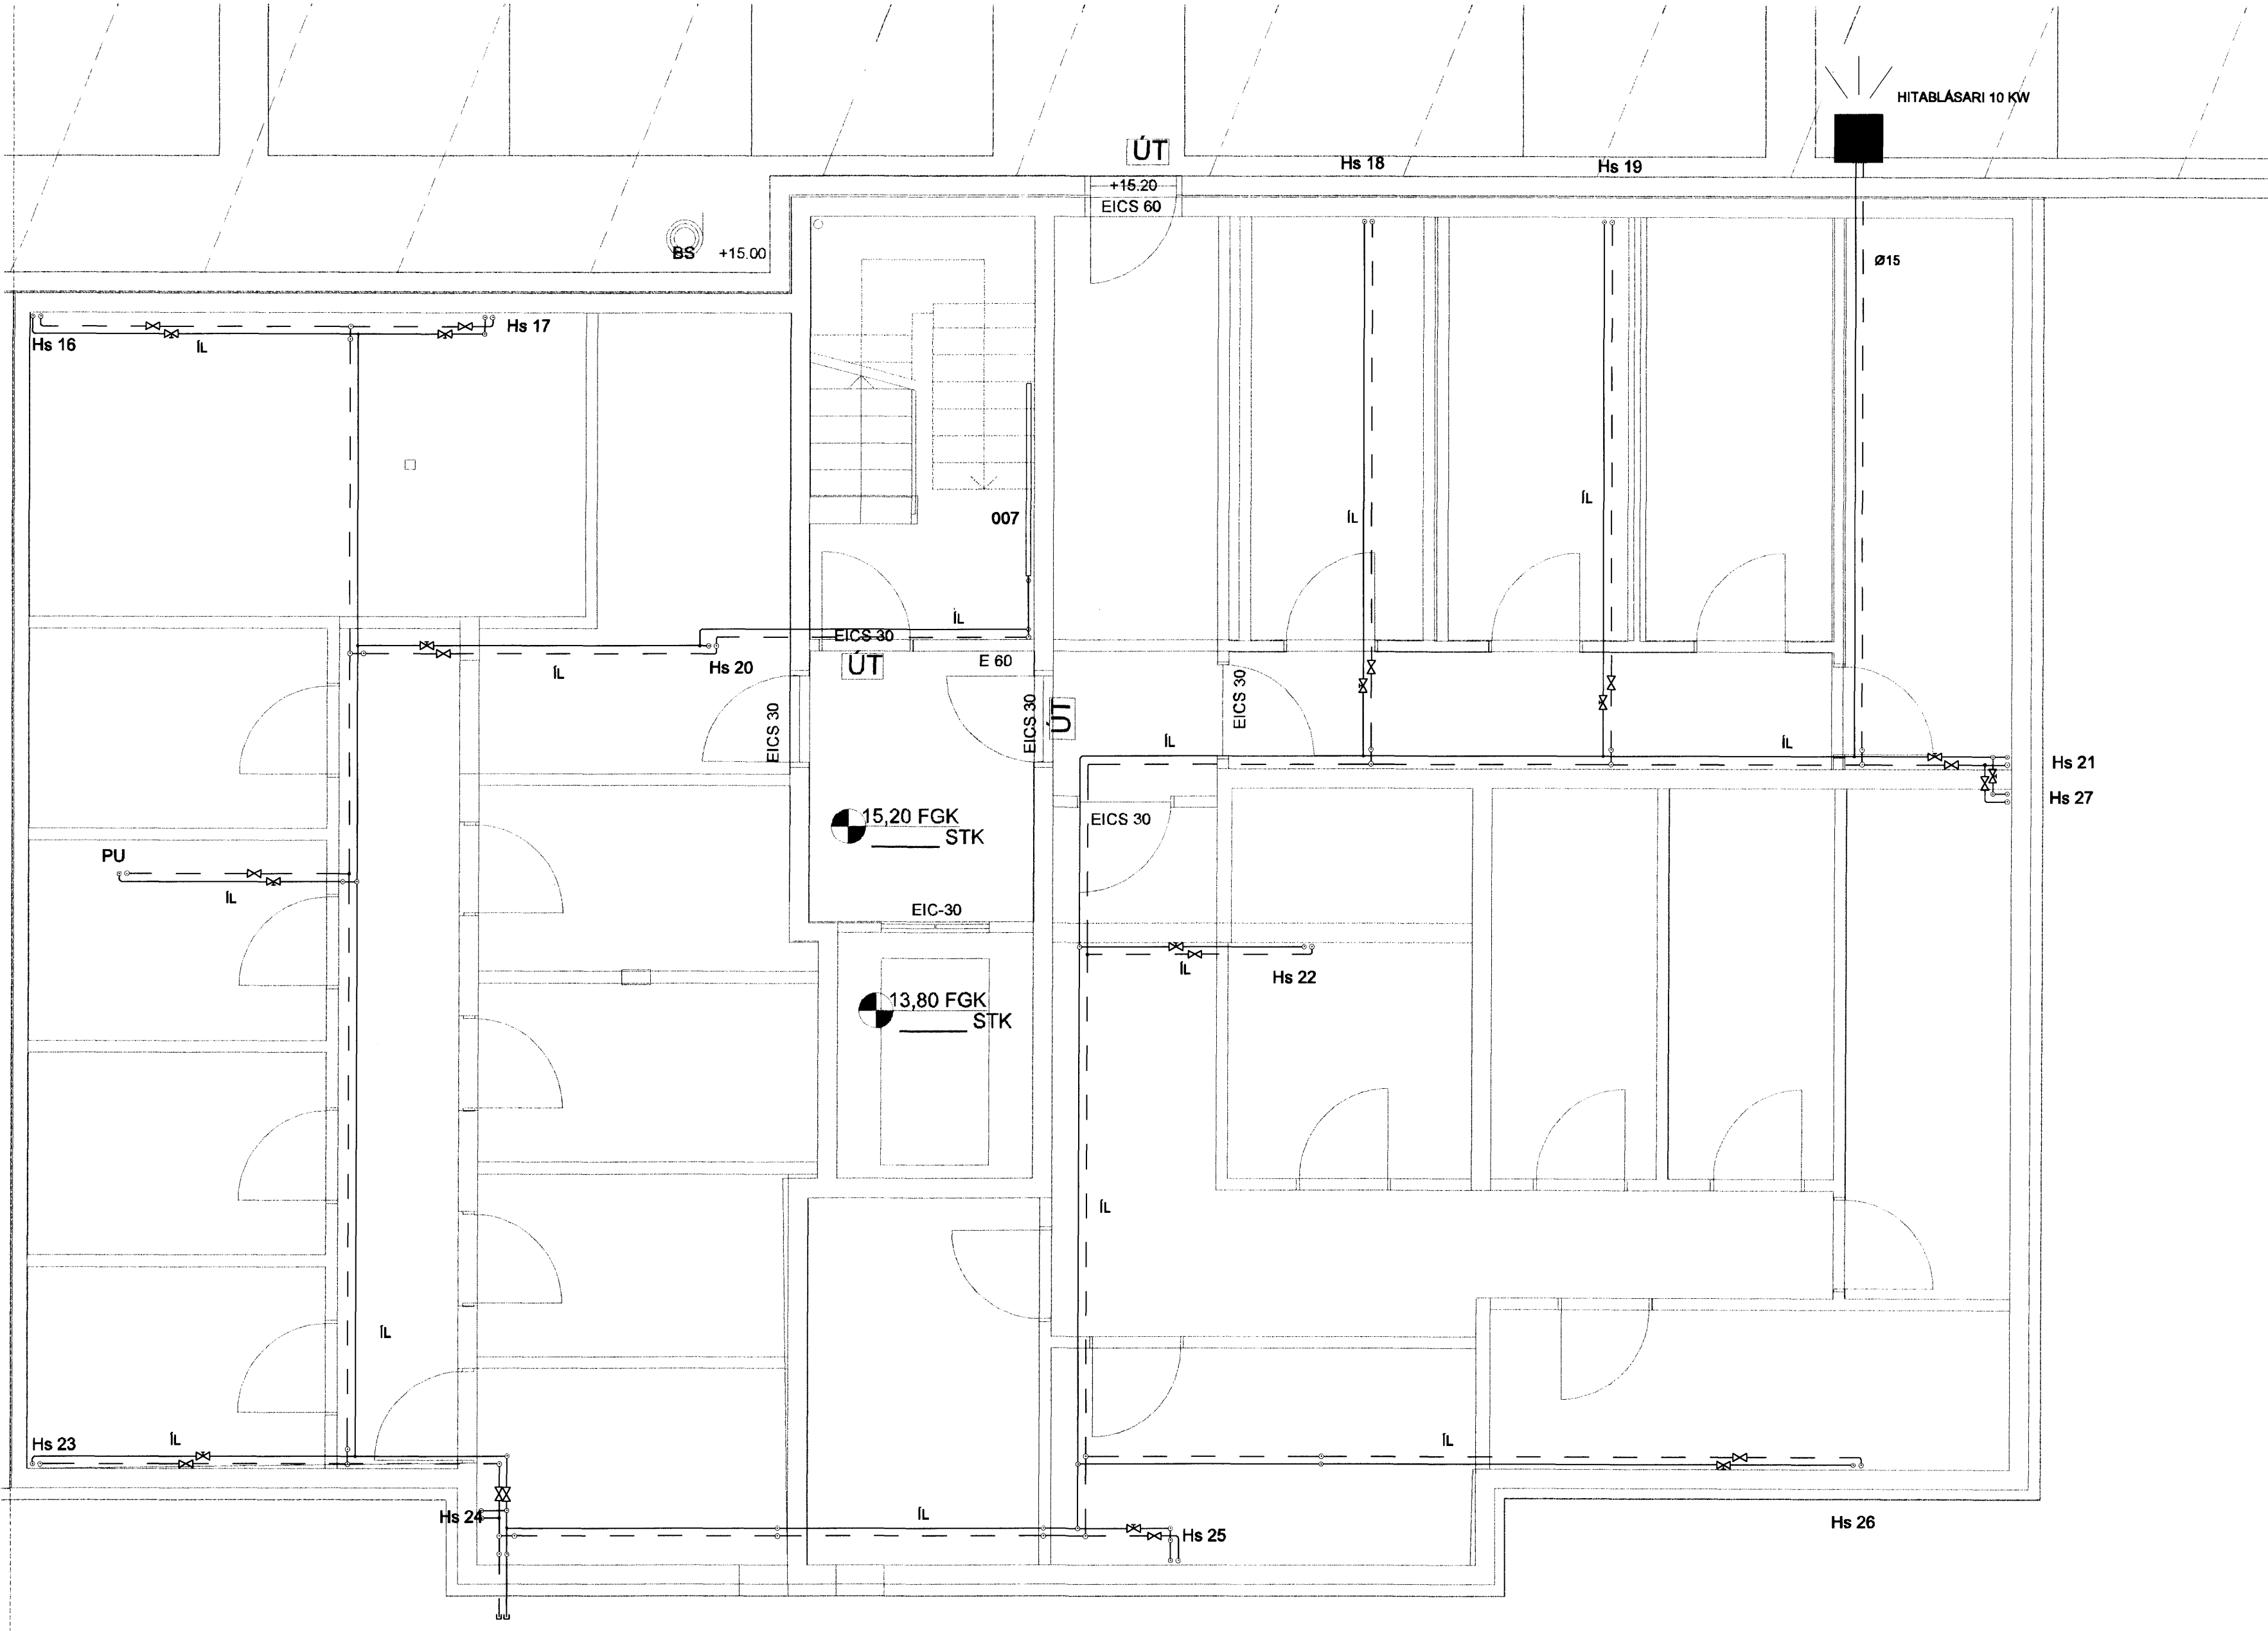 HITABLÁSARI 10 KW
ÚT
Hs 18
Hs 19
+15.20
EICS 60
BS
+15.00
Ø15
Hs 16
ÍL
Hs 17
007
ÍL
ÍL
ÍL
EICS 30
ÚT
E 60
Hs 20
ÍL
EICS 30
EICS 30
ÚT
EICS 30
ÍL
ÍL
Hs 21
Hs 27
15,20 FGK
STK
EICS 30
PU
ÍL
EIC-30
ÍL
Hs 22
13,80 FGK
STK
ÍL
ÍL
Hs 23
ÍL
ÍL
Hs 24
ÍL
Hs 25
Hs 26